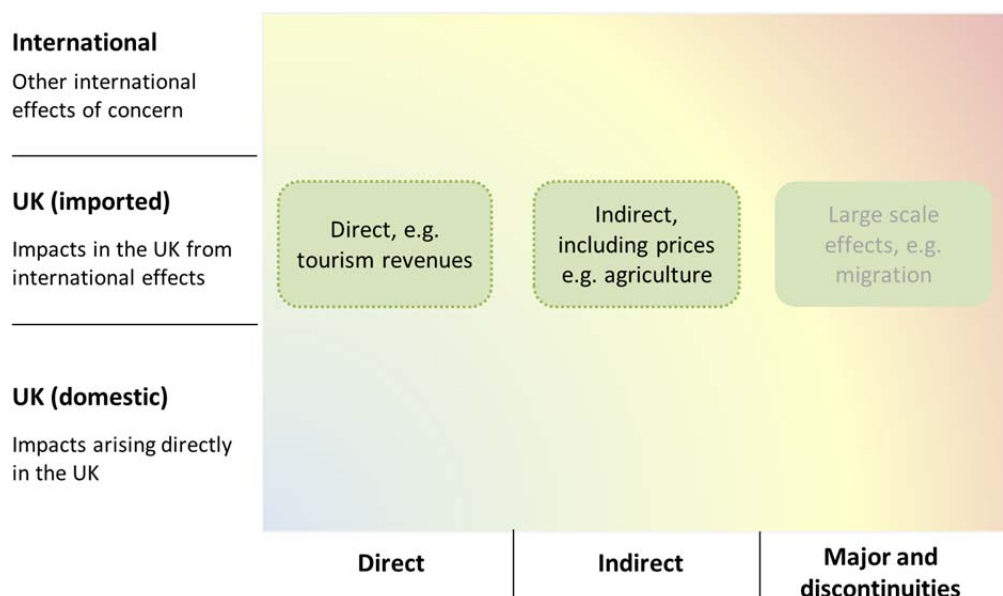 International
Other international
effects of concern
UK (imported)
Impacts in the UK from
international effects
Direct, e.g.
tourism revenues
Indirect,
including prices
e.g. agriculture
Large scale
effects, e.g.
migration
UK (domestic)
Impacts arising directly
in the UK
Direct
Indirect
Major and
discontinuities